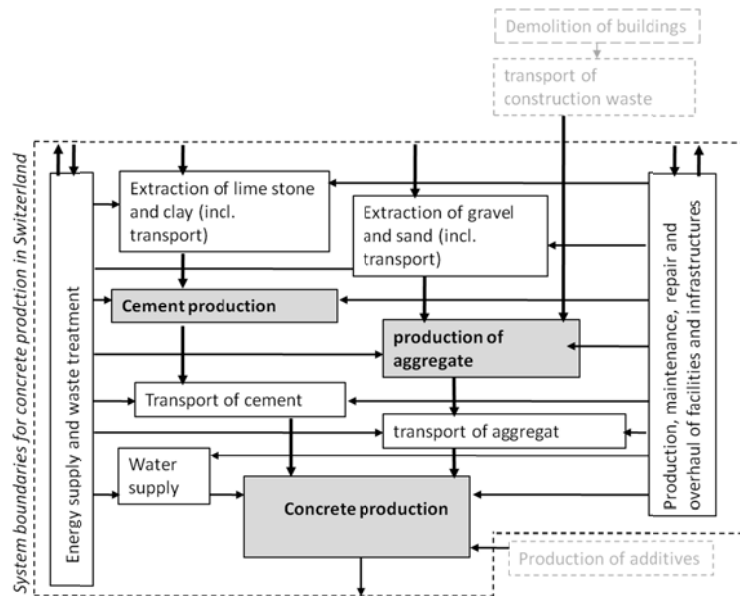 Demolition of buildings
transport of
construction waste
System boundaries for concrete prodction in Switzerland
Energy supply and waste treatment
Extraction of lime stone
and clay (incl.
transport)
Extraction of gravel
and sand (incl.
transport)
Cement production
production of
aggregate
Transport of cement
transport of aggregat
Water
supply
Concrete production
Production, maintenance, repair and
overhaul of facilities and infrastructures
Production of additives